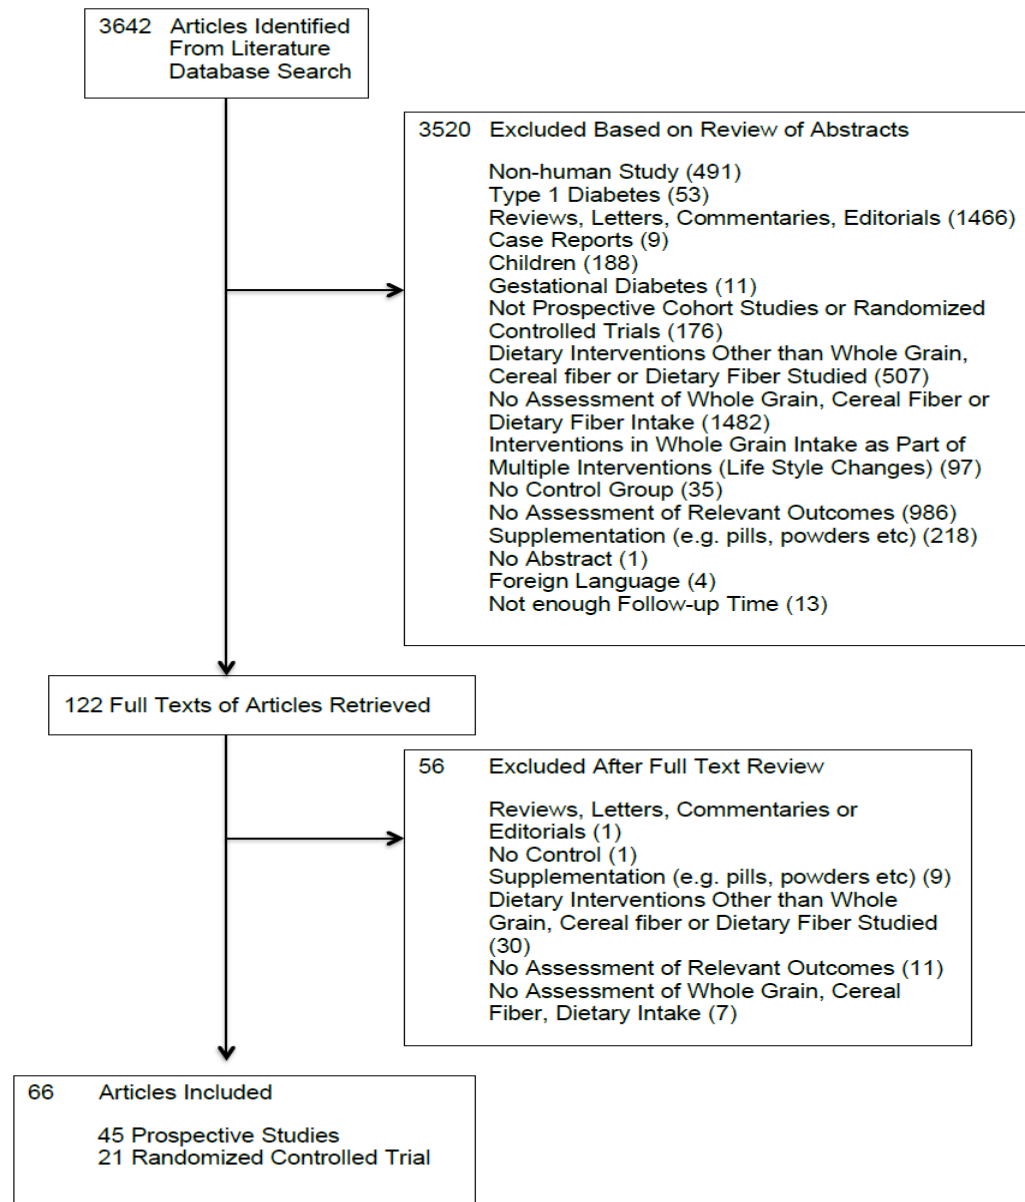 3642 Articles Identified
From Literature
Database Search
3520 Excluded Based on Review of Abstracts
Non-human Study (491)
Type 1 Diabetes (53)
Reviews, Letters, Commentaries, Editorials (1466)
Case Reports (9)
Children (188)
Gestational Diabetes (11)
Not Prospective Cohort Studies or Randomized
Controlled Trials (176)
Dietary Interventions Other than Whole Grain,
Cereal fiber or Dietary Fiber Studied (507)
No Assessment of Whole Grain, Cereal Fiber or
Dietary Fiber Intake (1482)
Interventions in Whole Grain Intake as Part of
Multiple Interventions (Life Style Changes) (97)
No Control Group (35)
No Assessment of Relevant Outcomes (986)
Supplementation (e.g. pills, powders etc) (218)
No Abstract (1)
Foreign Language (4)
Not enough Follow-up Time (13)
122 Full Texts of Articles Retrieved
56 Excluded After Full Text Review
Reviews, Letters, Commentaries or
Editorials (1)
No Control (1)
Supplementation (e.g. pills, powders etc) (9)
Dietary Interventions Other than Whole
Grain, Cereal fiber or Dietary Fiber Studied
(30)
No Assessment of Relevant Outcomes (11)
No Assessment of Whole Grain, Cereal
Fiber, Dietary Intake (7)
66 Articles Included
45 Prospective Studies
21 Randomized Controlled Trial